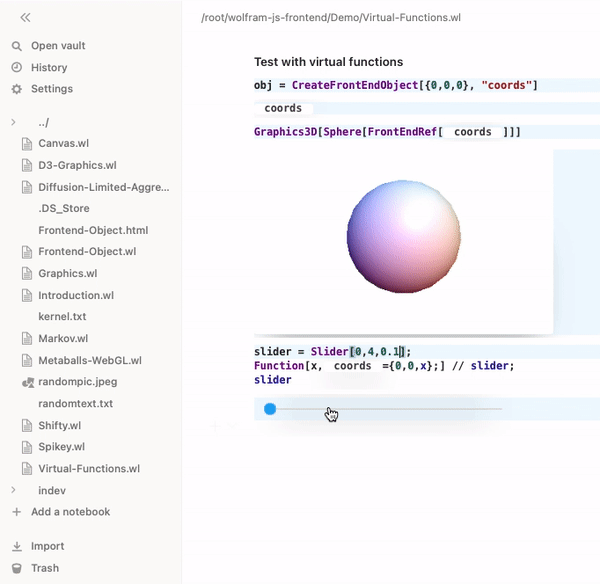 /root/wolfram-js-frontend/Demo/Virtual-Functions.wl
Open vault
History
Settings
../
Canvas.wl
D3-Graphics.wl
Diffusion-Limited-Aggre...
.DS_Store
Frontend-Object.html
Frontend-Object.wl
Graphics.wl
Introduction.wl
kernel.txt
Markov.wl
Metaballs-WebGL.wl
randompic.jpeg
randomtext.txt
Shifty.wl
Spikey.wl
Virtual-Functions.wl
indev
Add a notebook
Import
Trash
Test with virtual functions
obj = CreateFrontEndObject[{0,0,0}, "coords"]
coords
Graphics3D[Sphere[FrontEndRef[ coords ]]]
slider = Slider[0,4,0.1];
Function[x, coords ={0,0,x};] // slider;
slider